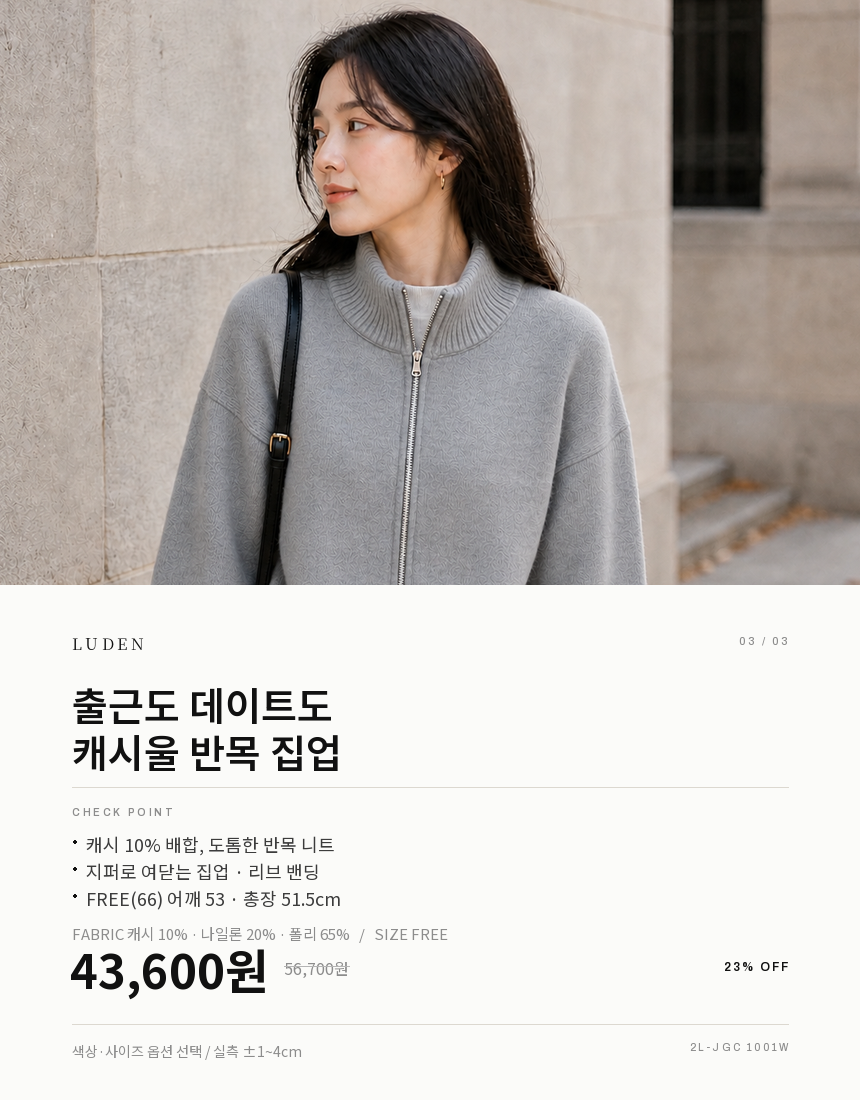 LUDEN
03 / 03
출근도 데이트도
캐시울 반목 집업
CHECK POINT
• 캐시 10% 배합, 도톰한 반목 니트
• 지퍼로 여닫는 집업 · 리브 밴딩
• FREE(66) 어깨 53 · 총장 51.5cm
FABRIC 캐시 10% · 나일론 20% · 폴리 65% / SIZE FREE
43,600원 56,700원
23% OFF
색상·사이즈 옵션 선택 / 실측 ±1~4cm
2L-JGC 1001W